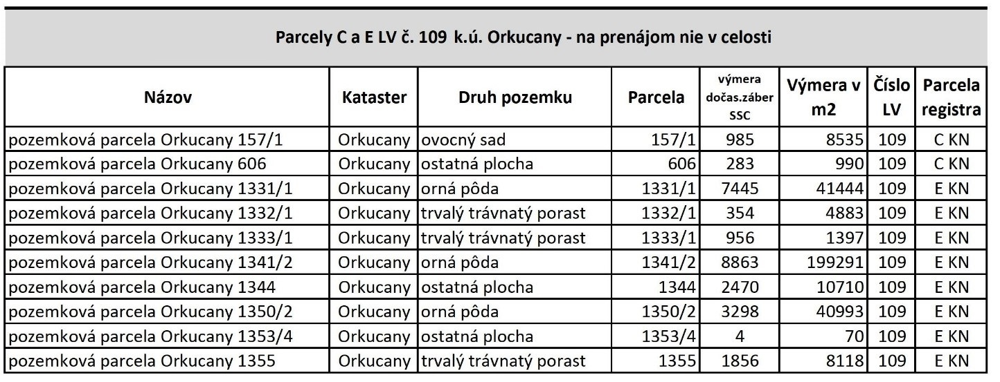 Parcely C a E LV č. 109 k.ú. Orkucany - na prenájom nie v celosti
Názov Kataster Druh pozemku Parcela výmera dočas.záber SSC Výmera v m2 Číslo LV Parcela registra
pozemková parcela Orkucany 157/1 Orkucany ovocný sad 157/1 985 8535 109 C KN
pozemková parcela Orkucany 606 Orkucany ostatná plocha 606 283 990 109 C KN
pozemková parcela Orkucany 1331/1 Orkucany orná pôda 1331/1 7445 41444 109 E KN
pozemková parcela Orkucany 1332/1 Orkucany trvalý trávnatý porast 1332/1 354 4883 109 E KN
pozemková parcela Orkucany 1333/1 Orkucany trvalý trávnatý porast 1333/1 956 1397 109 E KN
pozemková parcela Orkucany 1341/2 Orkucany orná pôda 1341/2 8863 199291 109 E KN
pozemková parcela Orkucany 1344 Orkucany ostatná plocha 1344 2470 10710 109 E KN
pozemková parcela Orkucany 1350/2 Orkucany orná pôda 1350/2 3298 40993 109 E KN
pozemková parcela Orkucany 1353/4 Orkucany ostatná plocha 1353/4 4 70 109 E KN
pozemková parcela Orkucany 1355 Orkucany trvalý trávnatý porast 1355 1856 8118 109 E KN